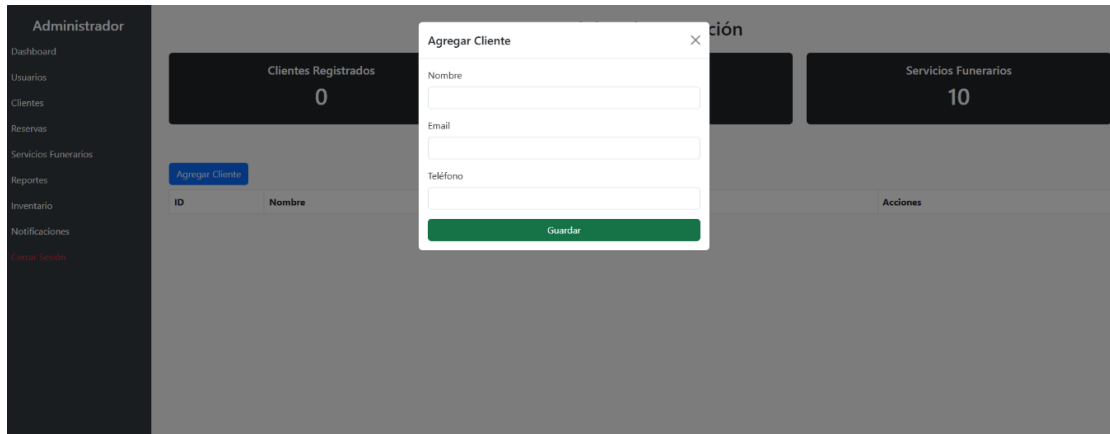 Administrador
Dashboard
Usuarios
Clientes
Reservas
Servicios Funerarios
Reportes
Inventario
Notificaciones
Cerrar Sesión
Clientes Registrados
0
Servicios Funerarios
10
Agregar Cliente
ID Nombre Acciones
Agregar Cliente
Nombre
Email
Teléfono
Guardar